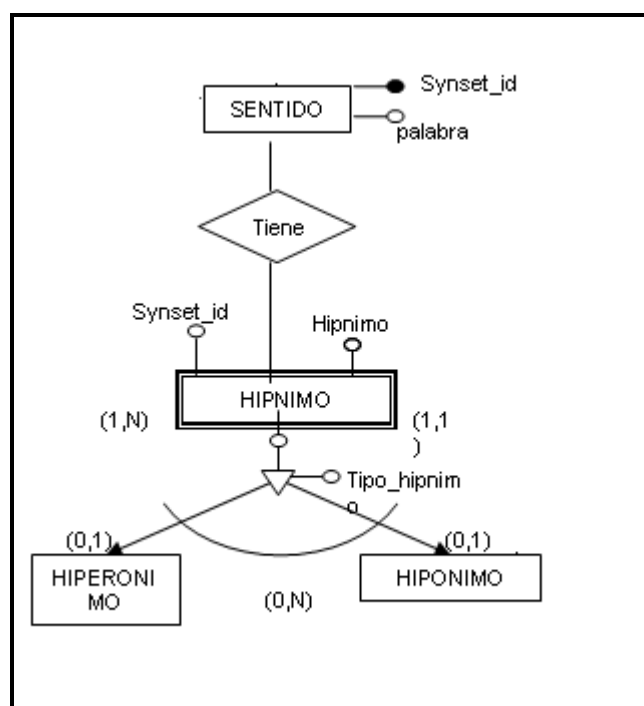 Synset_id
SENTIDO
palabra
Tiene
Synset_id
Hipnimo
HIPNIMO
(1,N)
(1,1
)
Tipo_hipnim
o
(0,1)
(0,1)
HIPERONI
MO
HIPONIMO
(0,N)